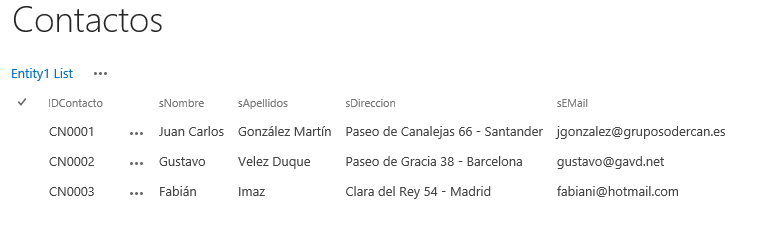 Contactos
Entity1 List ...
IDContacto sNombre sApellidos sDireccion sEMail
CN0001 ... Juan Carlos González Martín Paseo de Canalejas 66 - Santander jgonzalez@gruposodercan.es
CN0002 ... Gustavo Velez Duque Paseo de Gracia 38 - Barcelona gustavo@gavd.net
CN0003 ... Fabián Imaz Clara del Rey 54 - Madrid fabiani@hotmail.com